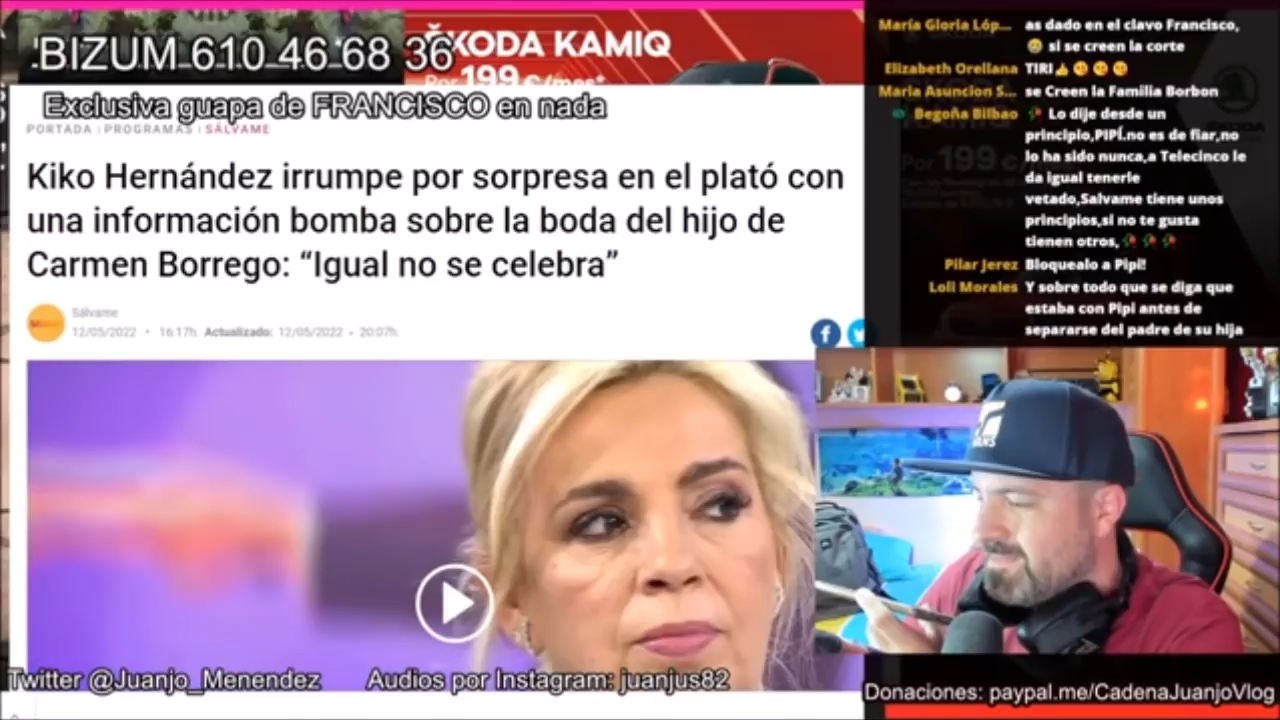 BIZUM 610 46 68 36
ŠKODA KAMIQ
Por 199 €/mes*
Exclusiva guapa de FRANCISCO en nada
PORTADA | PROGRAMAS | SÁLVAME
Kiko Hernández irrumpe por sorpresa en el plató con
una información bomba sobre la boda del hijo de
Carmen Borrego: “Igual no se celebra”
Sálvame
12/05/2022 • 16:17h Actualizado: 12/05/2022 - 20:07h
Twitter @Juanjo_Menendez
Audios por Instagram: juanjus82
María Gloria Lóp... as dado en el clavo Francisco,
😢 si se creen la corte
Elizabeth Orellana TIRI👍😘😘😘
Maria Asuncion S... se Creen la Familia Borbon
Begoña Bilbao 🥀 Lo dije desde un
principio,PIPÍ.no es de fiar,no
lo ha sido nunca,a Telecinco le
da igual tenerle
vetado,Salvame tiene unos
principios,si no te gusta
tienen otros,🥀🥀🥀
Pilar Jerez Bloquealo a Pipi!
Loli Morales Y sobre todo que se diga que
estaba con Pipi antes de
separarse del padre de su hija
Por 199 €/
Donaciones: paypal.me/CadenaJuanjoVlog